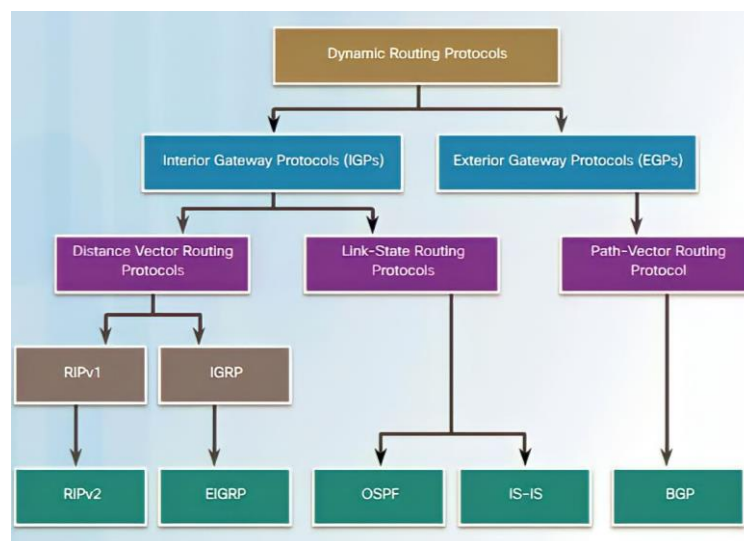 Dynamic Routing Protocols
Interior Gateway Protocols (IGPs)
Exterior Gateway Protocols (EGPs)
Distance Vector Routing
Protocols
Link-State Routing
Protocols
Path-Vector Routing
Protocol
RIPv1
IGRP
RIPv2
EIGRP
OSPF
IS-IS
BGP